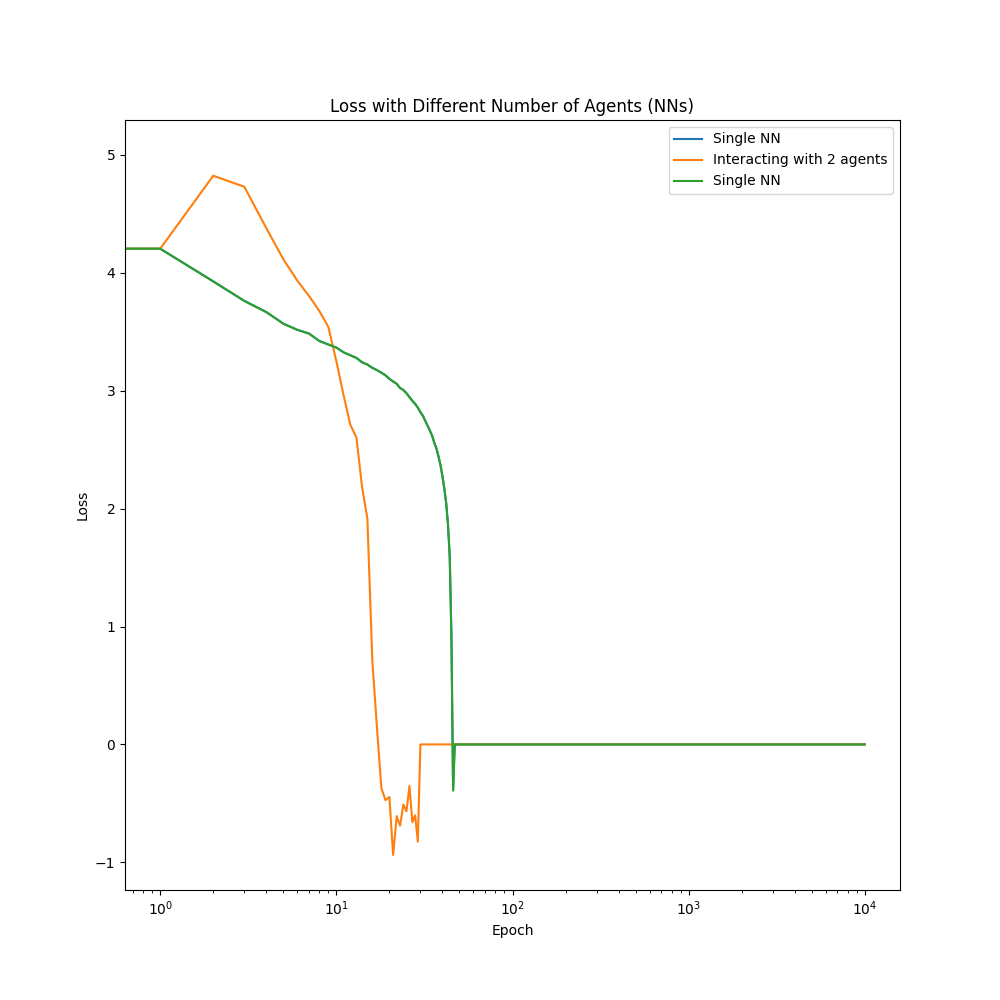 Loss with Different Number of Agents (NNs)
Single NN
Interacting with 2 agents
Single NN
5
4
3
2
1
0
−1
Loss
10⁰ 10¹ 10² 10³ 10⁴
Epoch